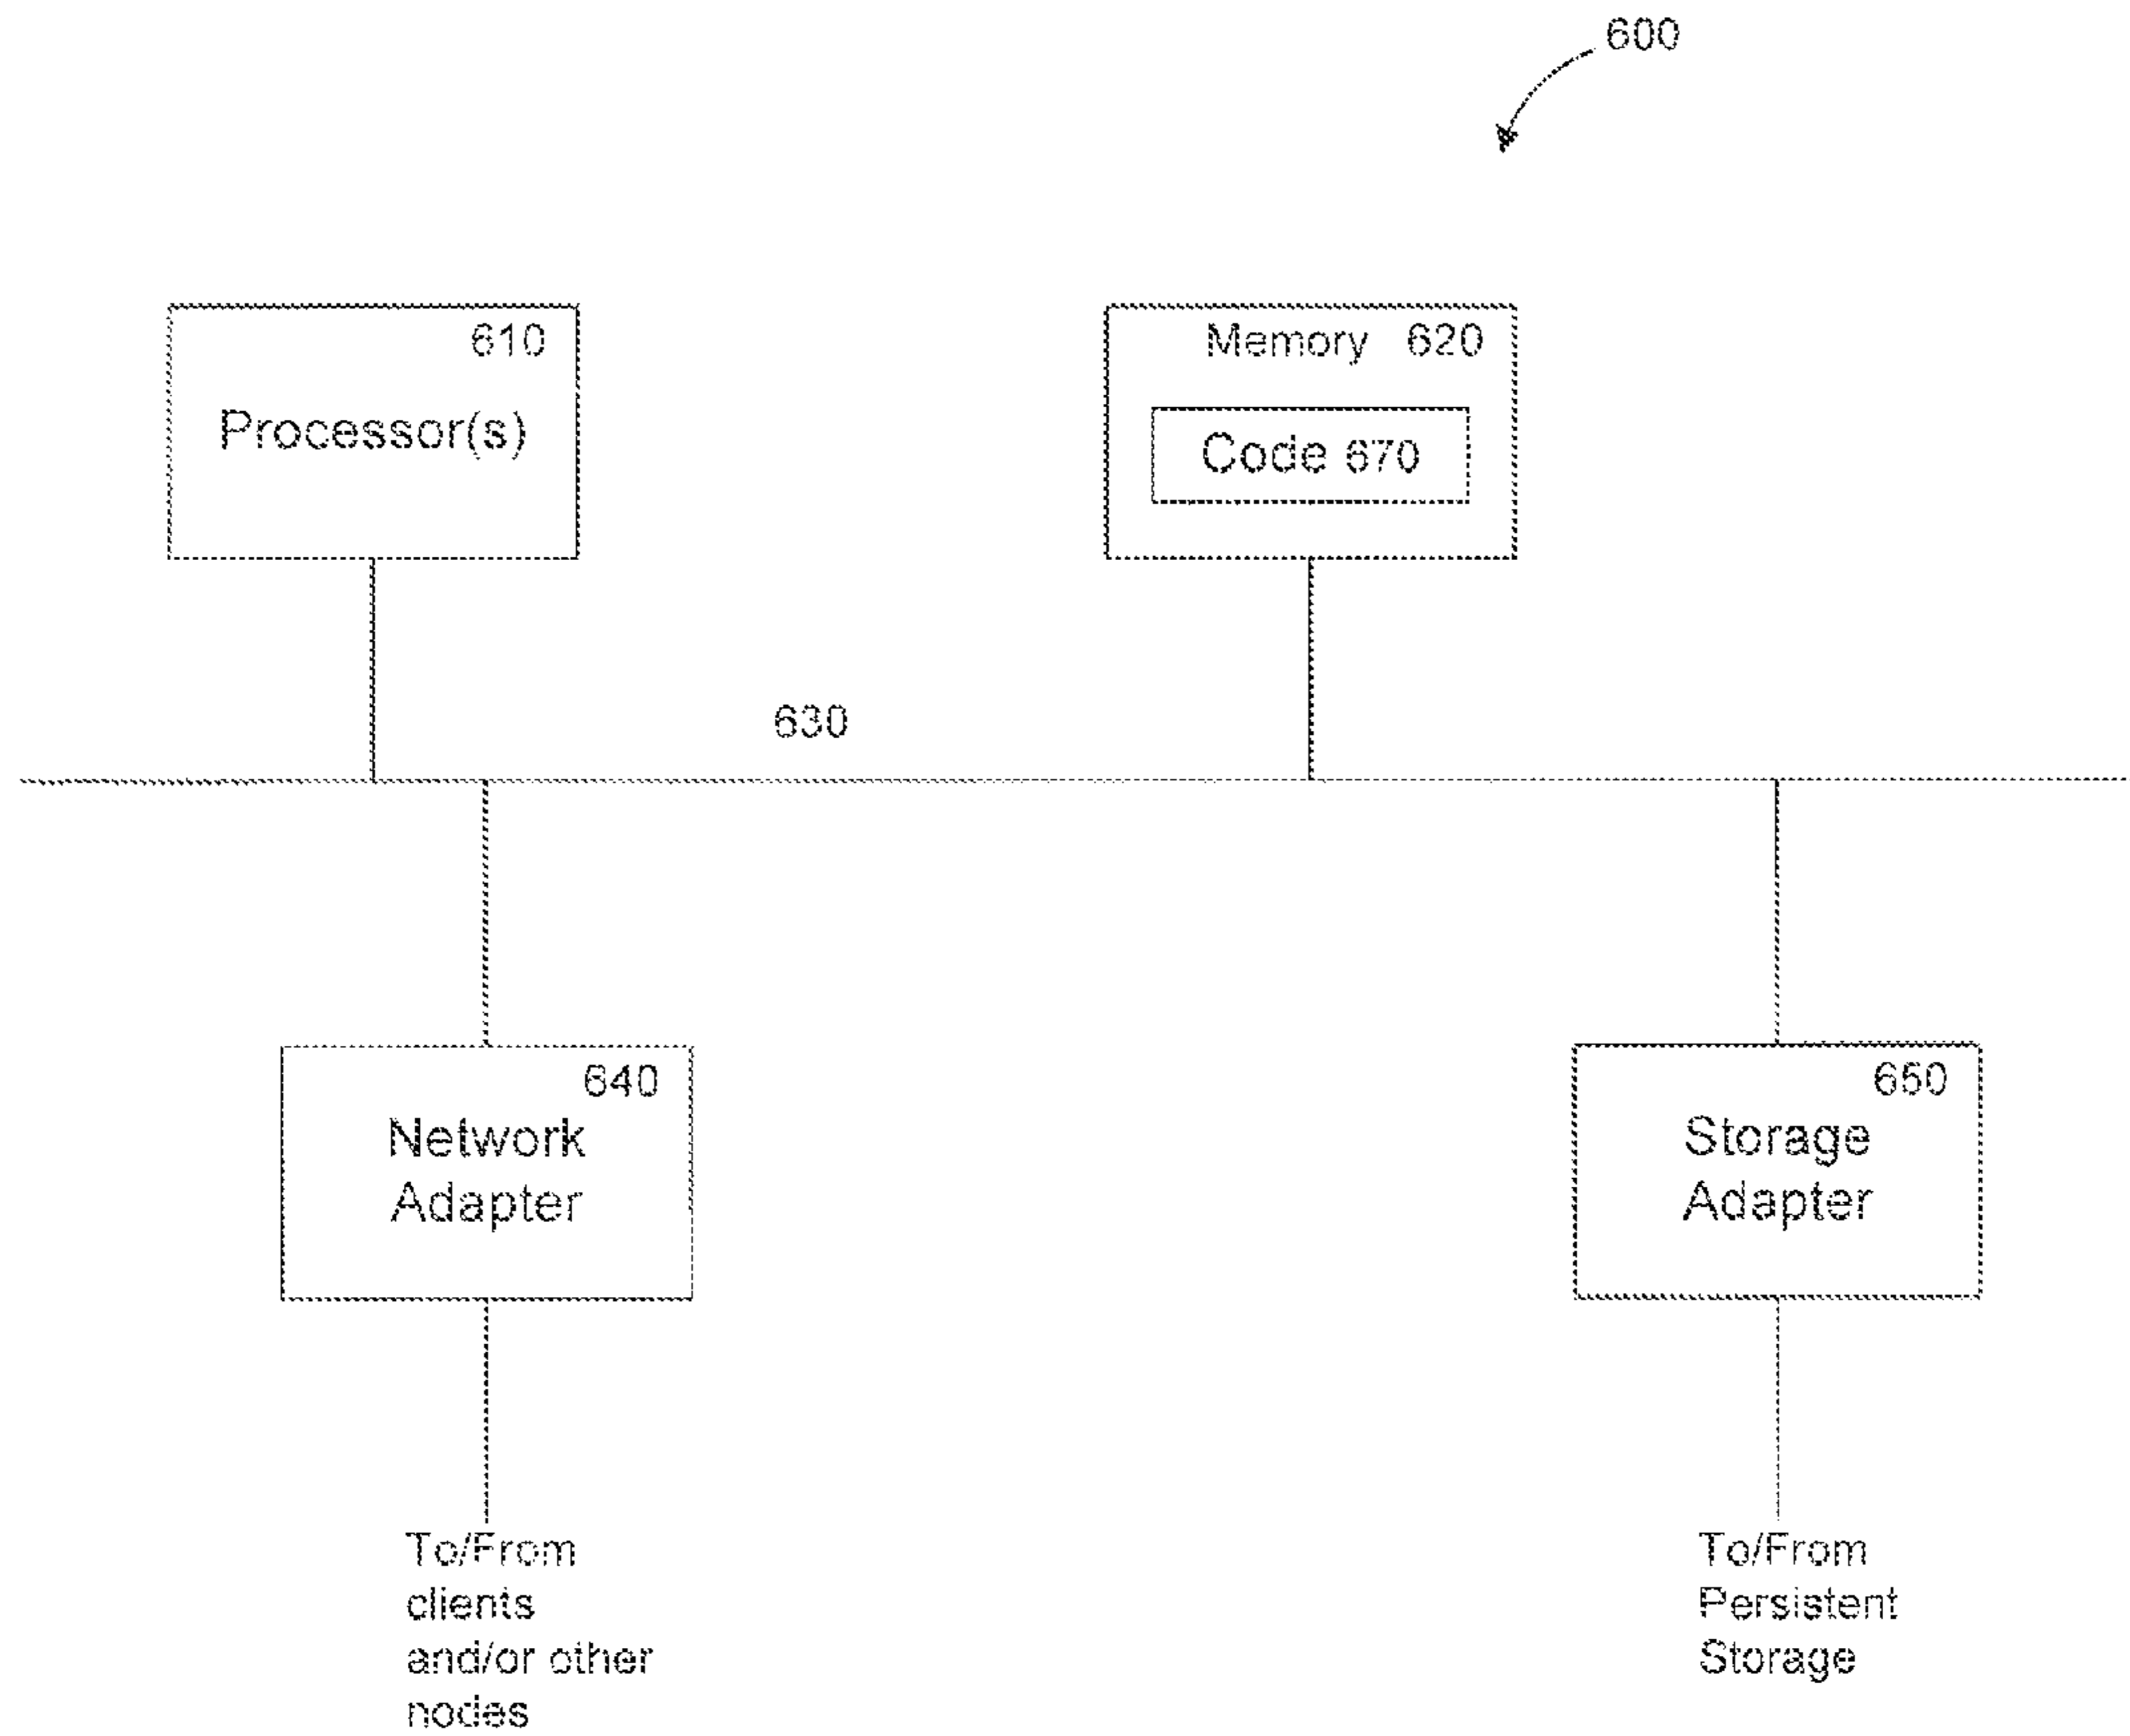 600
610
Processor(s)
Memory 620
Code 670
630
640
Network
Adapter
650
Storage
Adapter
To/From
clients
and/or other
nodes
To/From
Persistent
Storage